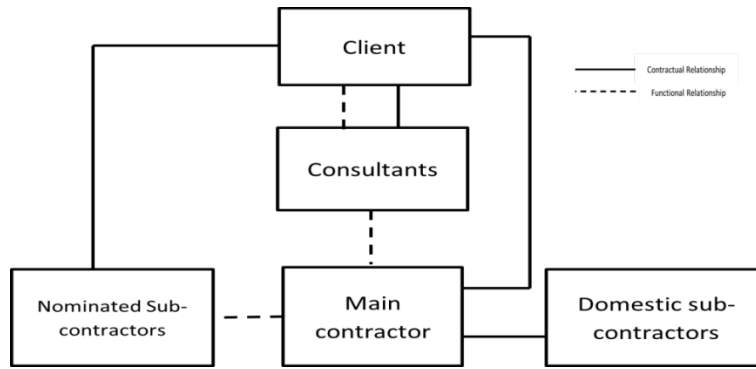 Client
Contractual Relationship
Functional Relationship
Consultants
Nominated Sub-
contractors
Main
contractor
Domestic sub-
contractors